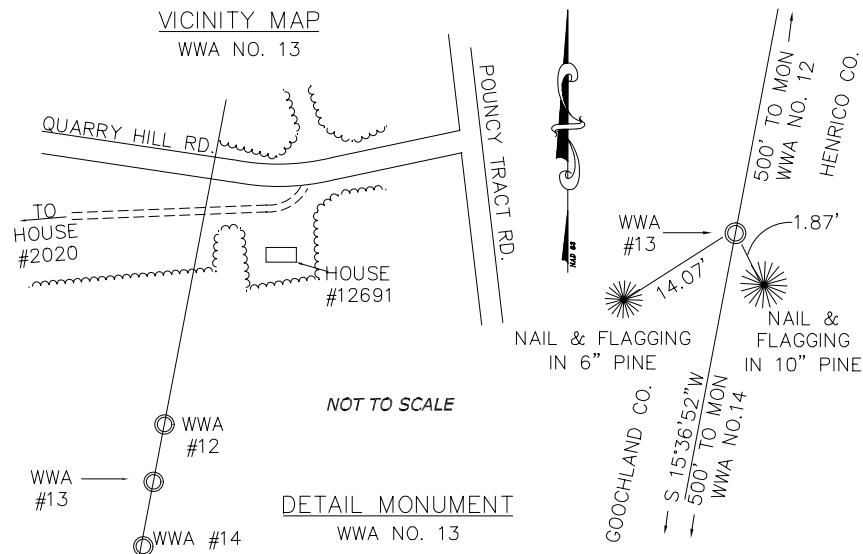 VICINITY MAP
WWA NO. 13
QUARRY HILL RD.
POUNCY TRACT RD.
TO
HOUSE
#2020
HOUSE
#12691
NOT TO SCALE
WWA
#12
WWA
#13
WWA #14
DETAIL MONUMENT
WWA NO. 13
NAD 83
500' TO MON
WWA NO. 12
HENRICO CO.
WWA
#13
1.87'
14.07'
NAIL & FLAGGING
IN 6" PINE
NAIL &
FLAGGING
IN 10" PINE
GOOCHLAND CO.
S 15°36'52"W
500' TO MON
WWA NO.14